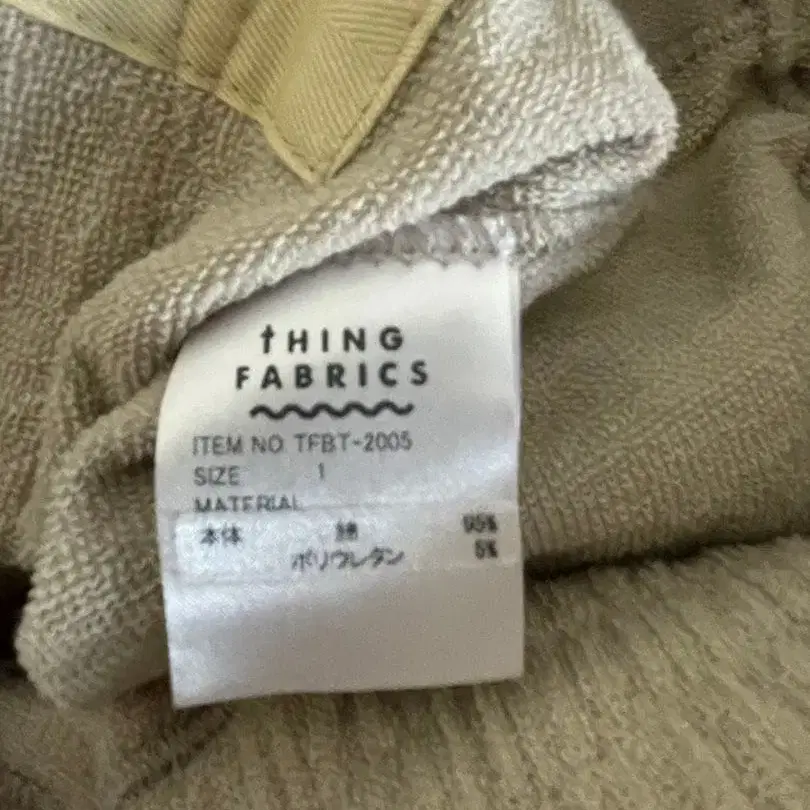 tHING
FABRICS
ITEM NO. TFBT-2005
SIZE 1
MATERIAL
本体 綿 95%
ポリウレタン 5%